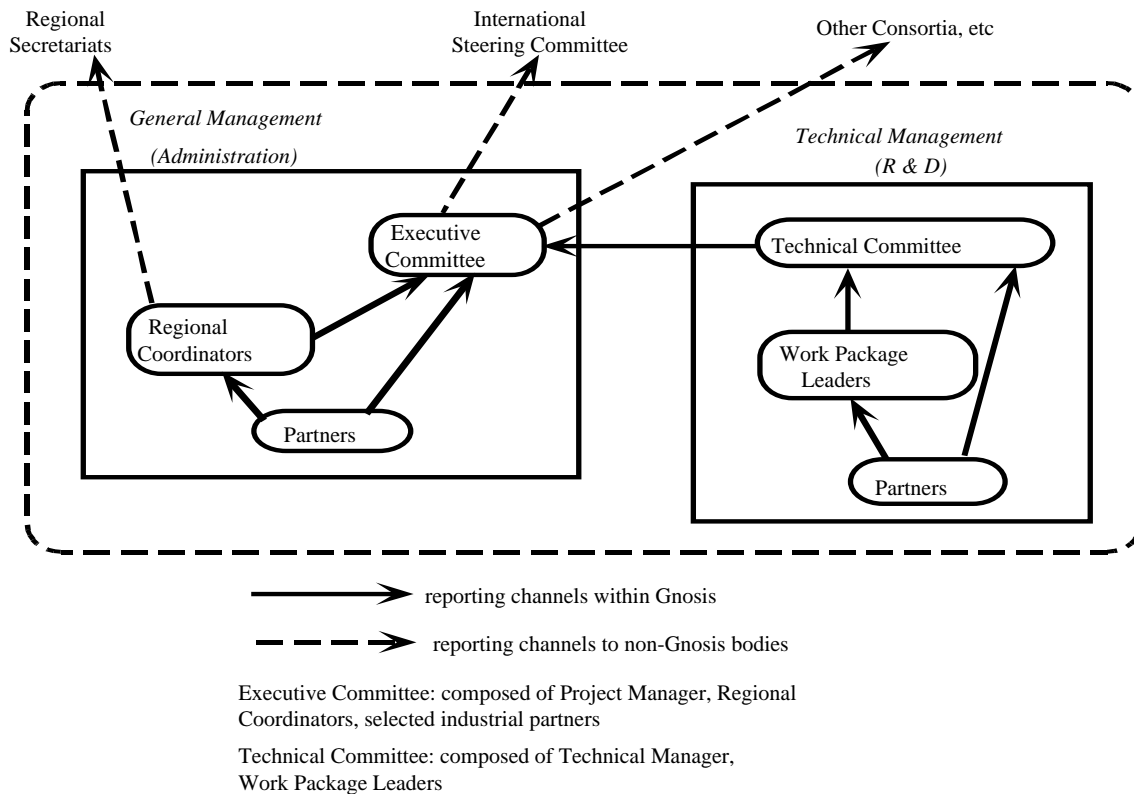 Regional
Secretariats
International
Steering Committee
Other Consortia, etc
General Management
(Administration)
Technical Management
(R & D)
Executive
Committee
Technical Committee
Regional
Coordinators
Work Package
Leaders
Partners
Partners
reporting channels within Gnosis
reporting channels to non-Gnosis bodies
Executive Committee: composed of Project Manager, Regional
Coordinators, selected industrial partners
Technical Committee: composed of Technical Manager,
Work Package Leaders